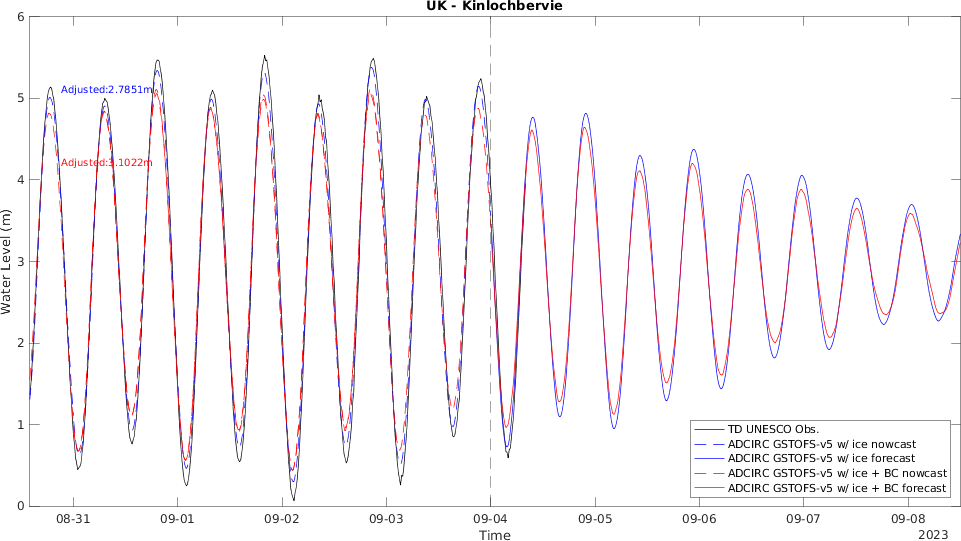 UK - Kinlochbervie
6
5
4
3
2
1
0
Water Level (m)
Adjusted:2.7851m
Adjusted:3.1022m
TD UNESCO Obs.
ADCIRC GSTOFS-v5 w/ ice nowcast
ADCIRC GSTOFS-v5 w/ ice forecast
ADCIRC GSTOFS-v5 w/ ice + BC nowcast
ADCIRC GSTOFS-v5 w/ ice + BC forecast
08-31 09-01 09-02 09-03 09-04 09-05 09-06 09-07 09-08
Time
2023